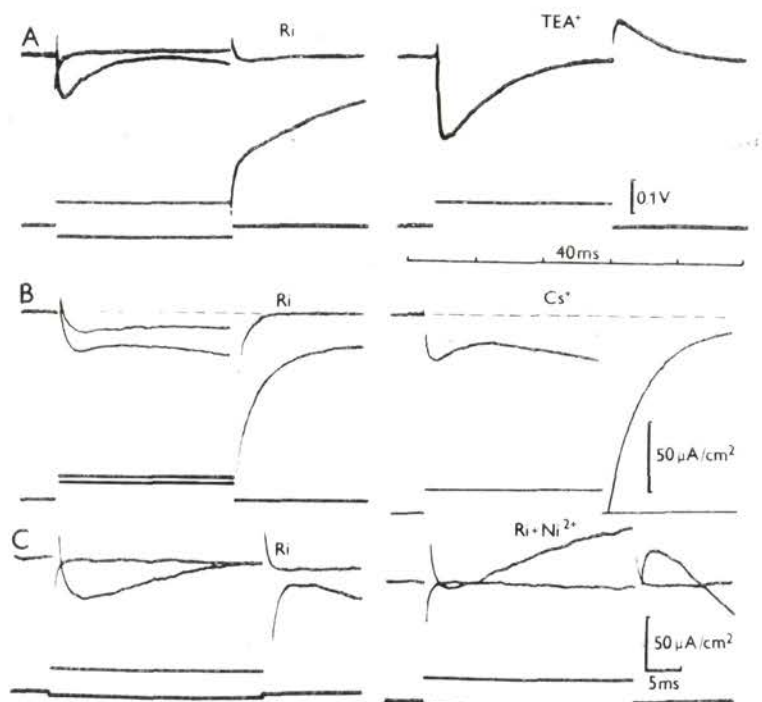 A
Ri
TEA⁺
0.1V
40ms
B
Ri
Cs⁺
50 µA/cm²
C
Ri
Ri+Ni²⁺
50 µA/cm²
5ms